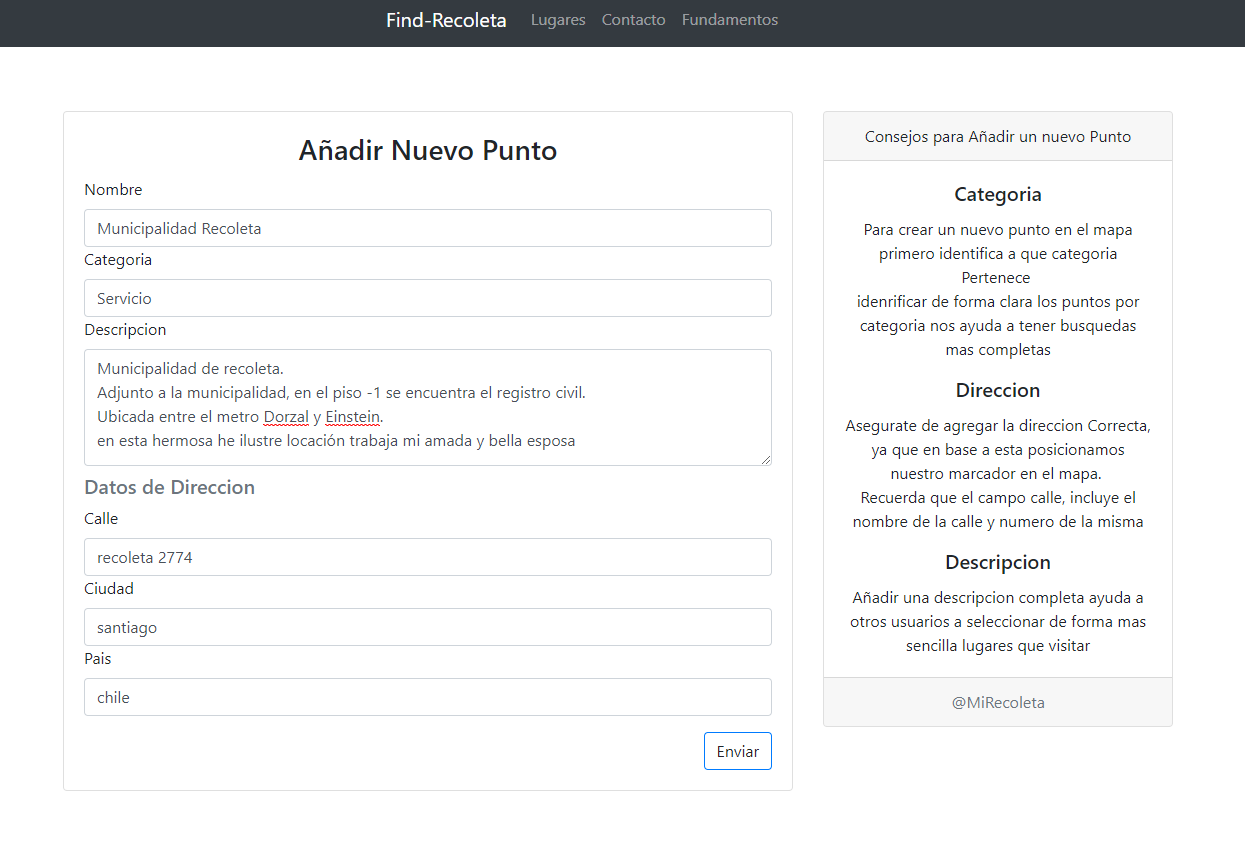 Find-Recoleta Lugares Contacto Fundamentos
Añadir Nuevo Punto
Nombre
Municipalidad Recoleta
Categoria
Servicio
Descripcion
Municipalidad de recoleta.
Adjunto a la municipalidad, en el piso -1 se encuentra el registro civil.
Ubicada entre el metro Dorzal y Einstein.
en esta hermosa he ilustre locación trabaja mi amada y bella esposa
Datos de Direccion
Calle
recoleta 2774
Ciudad
santiago
Pais
chile
Enviar
Consejos para Añadir un nuevo Punto
Categoria
Para crear un nuevo punto en el mapa
primero identifica a que categoria
Pertenece
idenrificar de forma clara los puntos por
categoria nos ayuda a tener busquedas
mas completas
Direccion
Asegurate de agregar la direccion Correcta,
ya que en base a esta posicionamos
nuestro marcador en el mapa.
Recuerda que el campo calle, incluye el
nombre de la calle y numero de la misma
Descripcion
Añadir una descripcion completa ayuda a
otros usuarios a seleccionar de forma mas
sencilla lugares que visitar
@MiRecoleta